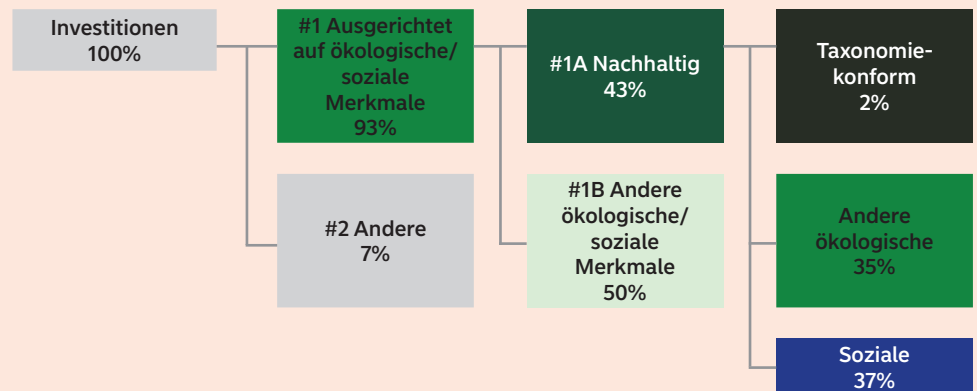 Investitionen
100%
#1 Ausgerichtet
auf ökologische/
soziale
Merkmale
93%
#1A Nachhaltig
43%
Taxonomie-
konform
2%
#2 Andere
7%
#1B Andere
ökologische/
soziale
Merkmale
50%
Andere
ökologische
35%
Soziale
37%